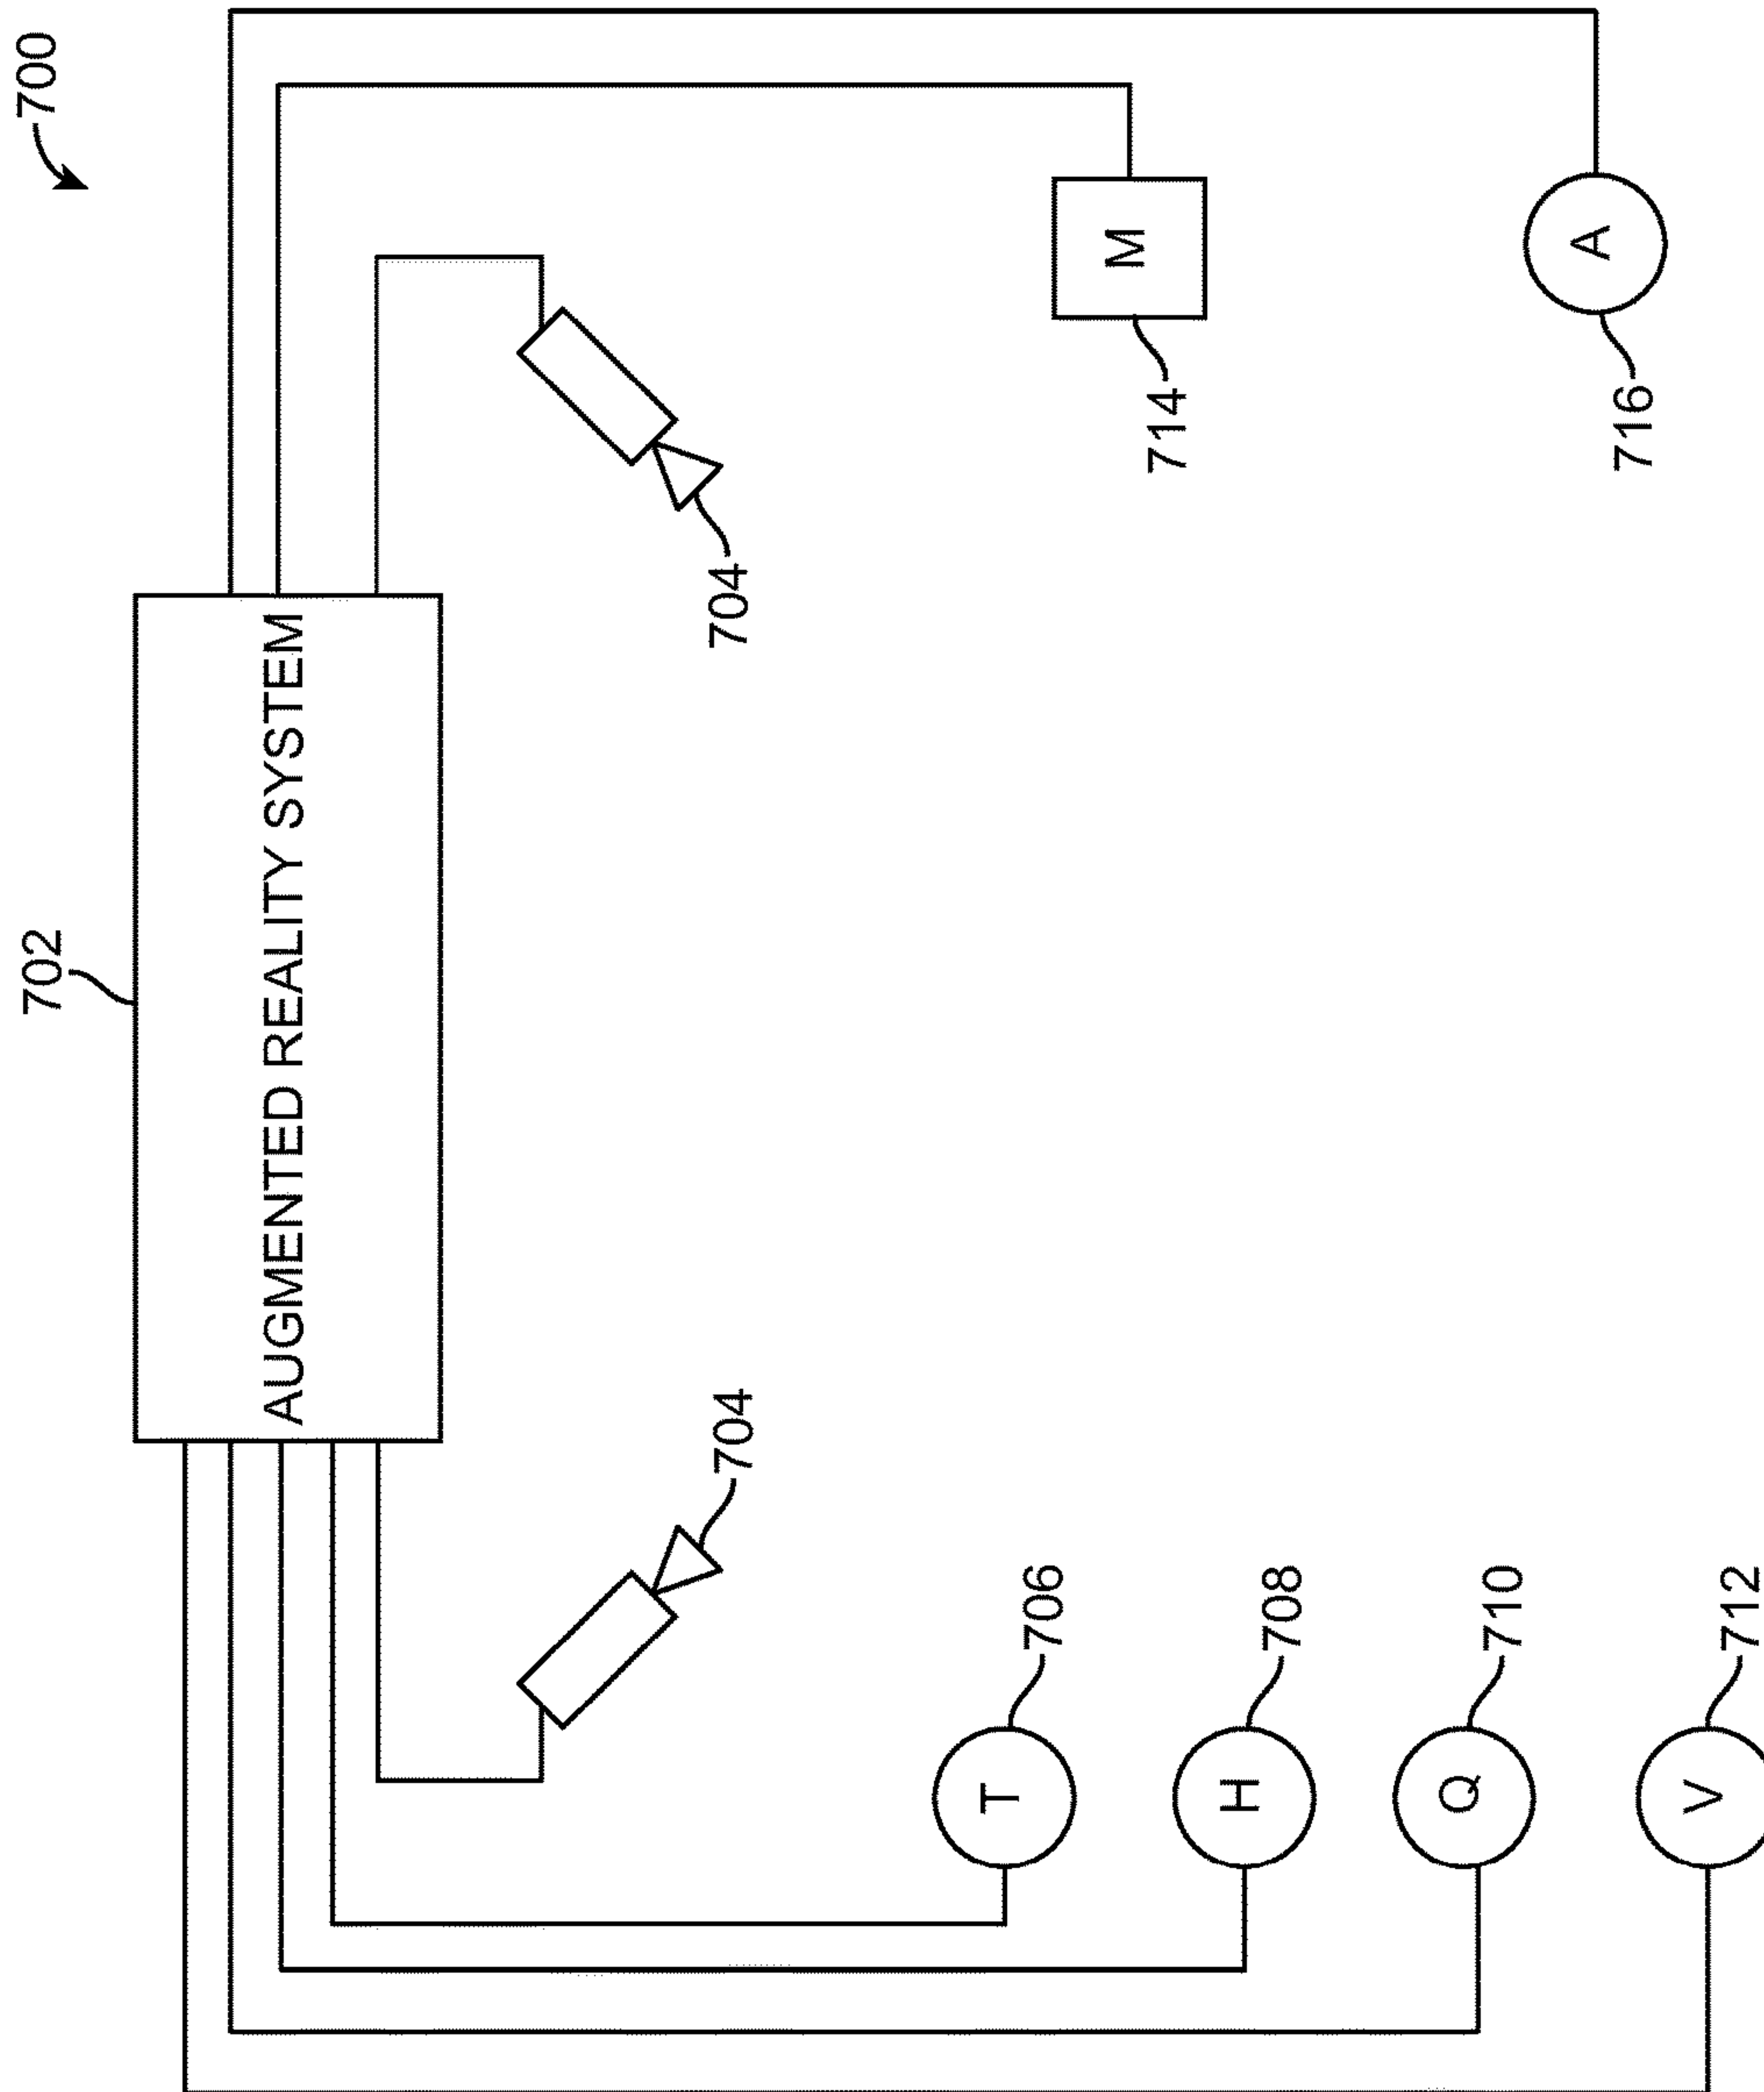 700
702
AUGMENTED REALITY SYSTEM
704
704
T
706
M
714
H
708
Q
710
A
716
V
712